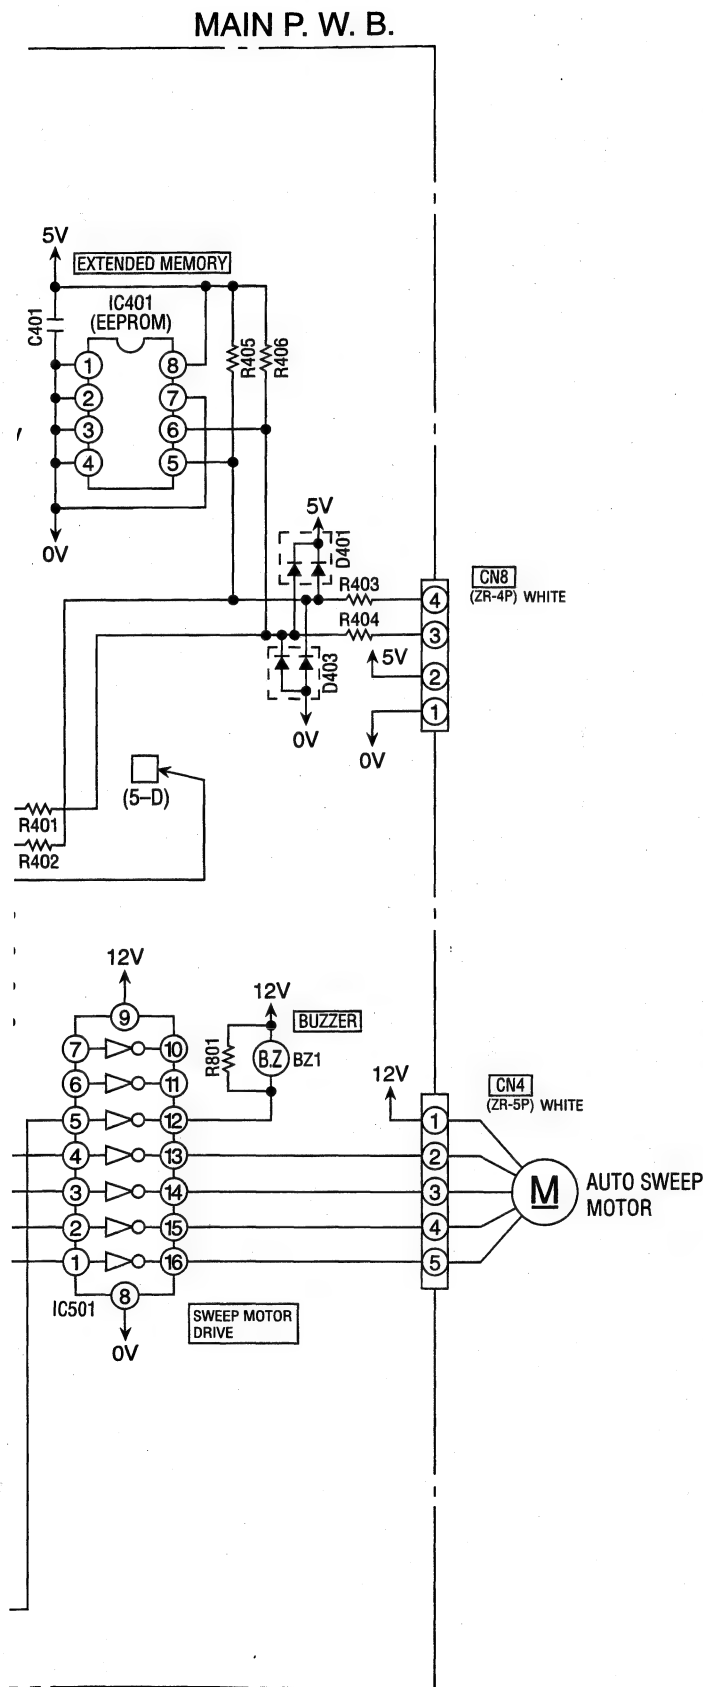 MAIN P. W. B.
5V
EXTENDED MEMORY
IC401
(EEPROM)
C401
R405
R406
1
8
2
7
3
6
4
5
0V
5V
D401
CN8
(ZR-4P) WHITE
R403
4
R404
3
5V
2
D403
1
0V
0V
(5–D)
R401
R402
12V
12V
9
BUZZER
7
10
R801
B.Z
BZ1
6
11
12V
CN4
(ZR-5P) WHITE
5
12
1
4
13
2
3
14
3
M
AUTO SWEEP
MOTOR
2
15
4
1
16
5
8
IC501
SWEEP MOTOR
DRIVE
0V